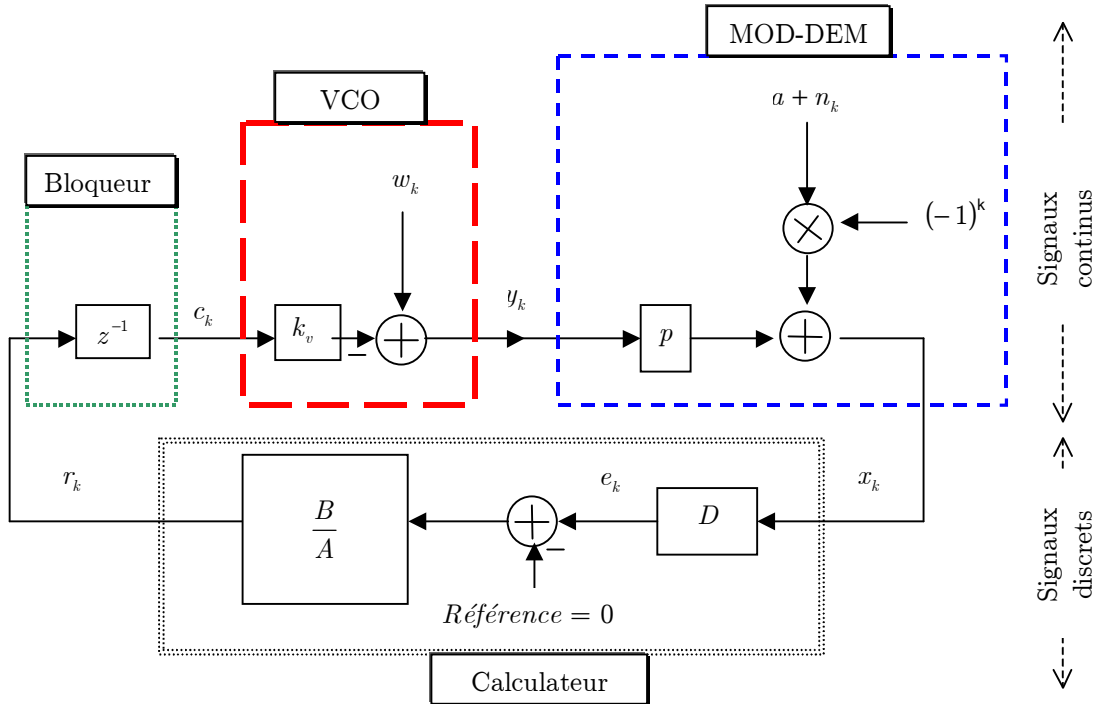 MOD-DEM
VCO
a + n_k
Bloqueur
w_k
(−1)^k
Signaux
continus
z^{-1}
c_k
k_v
−
y_k
p
r_k
B
A
e_k
D
x_k
−
Référence = 0
Signaux
discrets
Calculateur